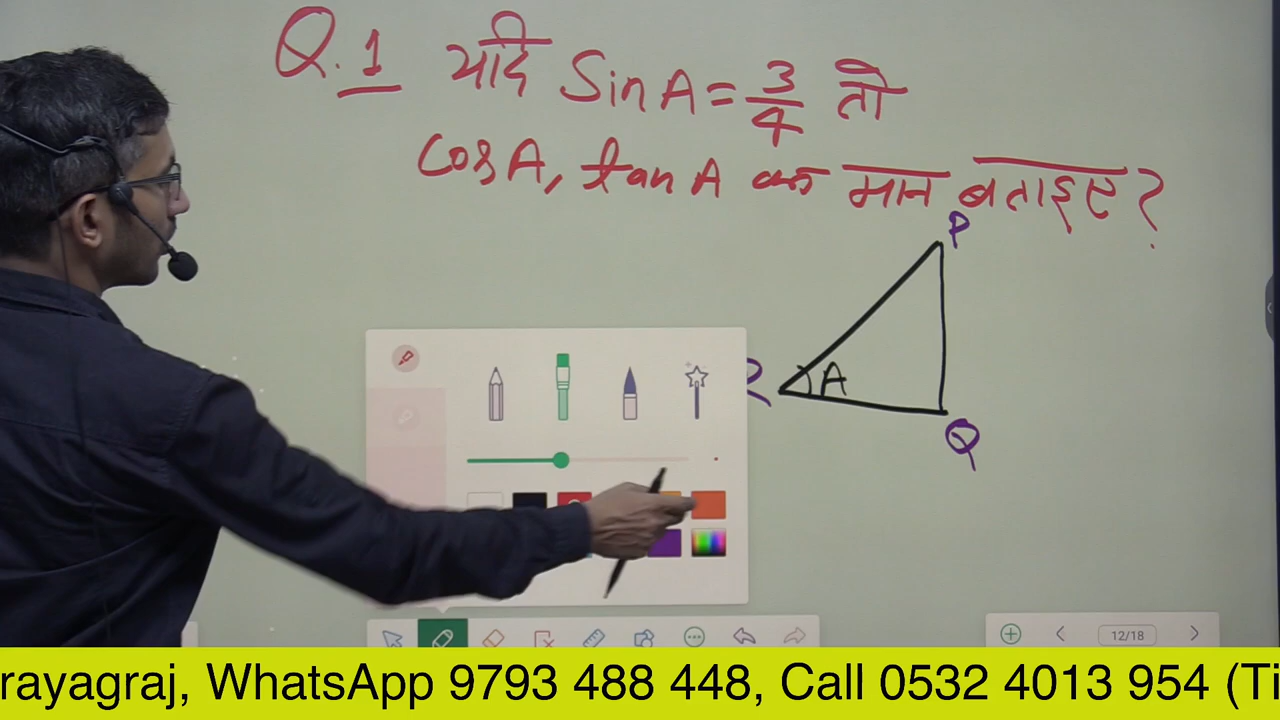 Q.1 यदि Sin A = 3/4 तो
cos A, tan A का मान बताइए?
P
A
R
Q
12/18
rayagraj, WhatsApp 9793 488 448, Call 0532 4013 954 (Ti